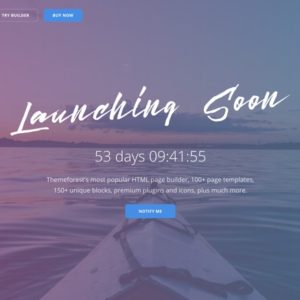 TRY BUILDER
BUY NOW
Launching Soon
53 days 09:41:55
Themeforest's most popular HTML page builder, 100+ page templates,
150+ unique blocks, premium plugins and icons, plus much more.
NOTIFY ME